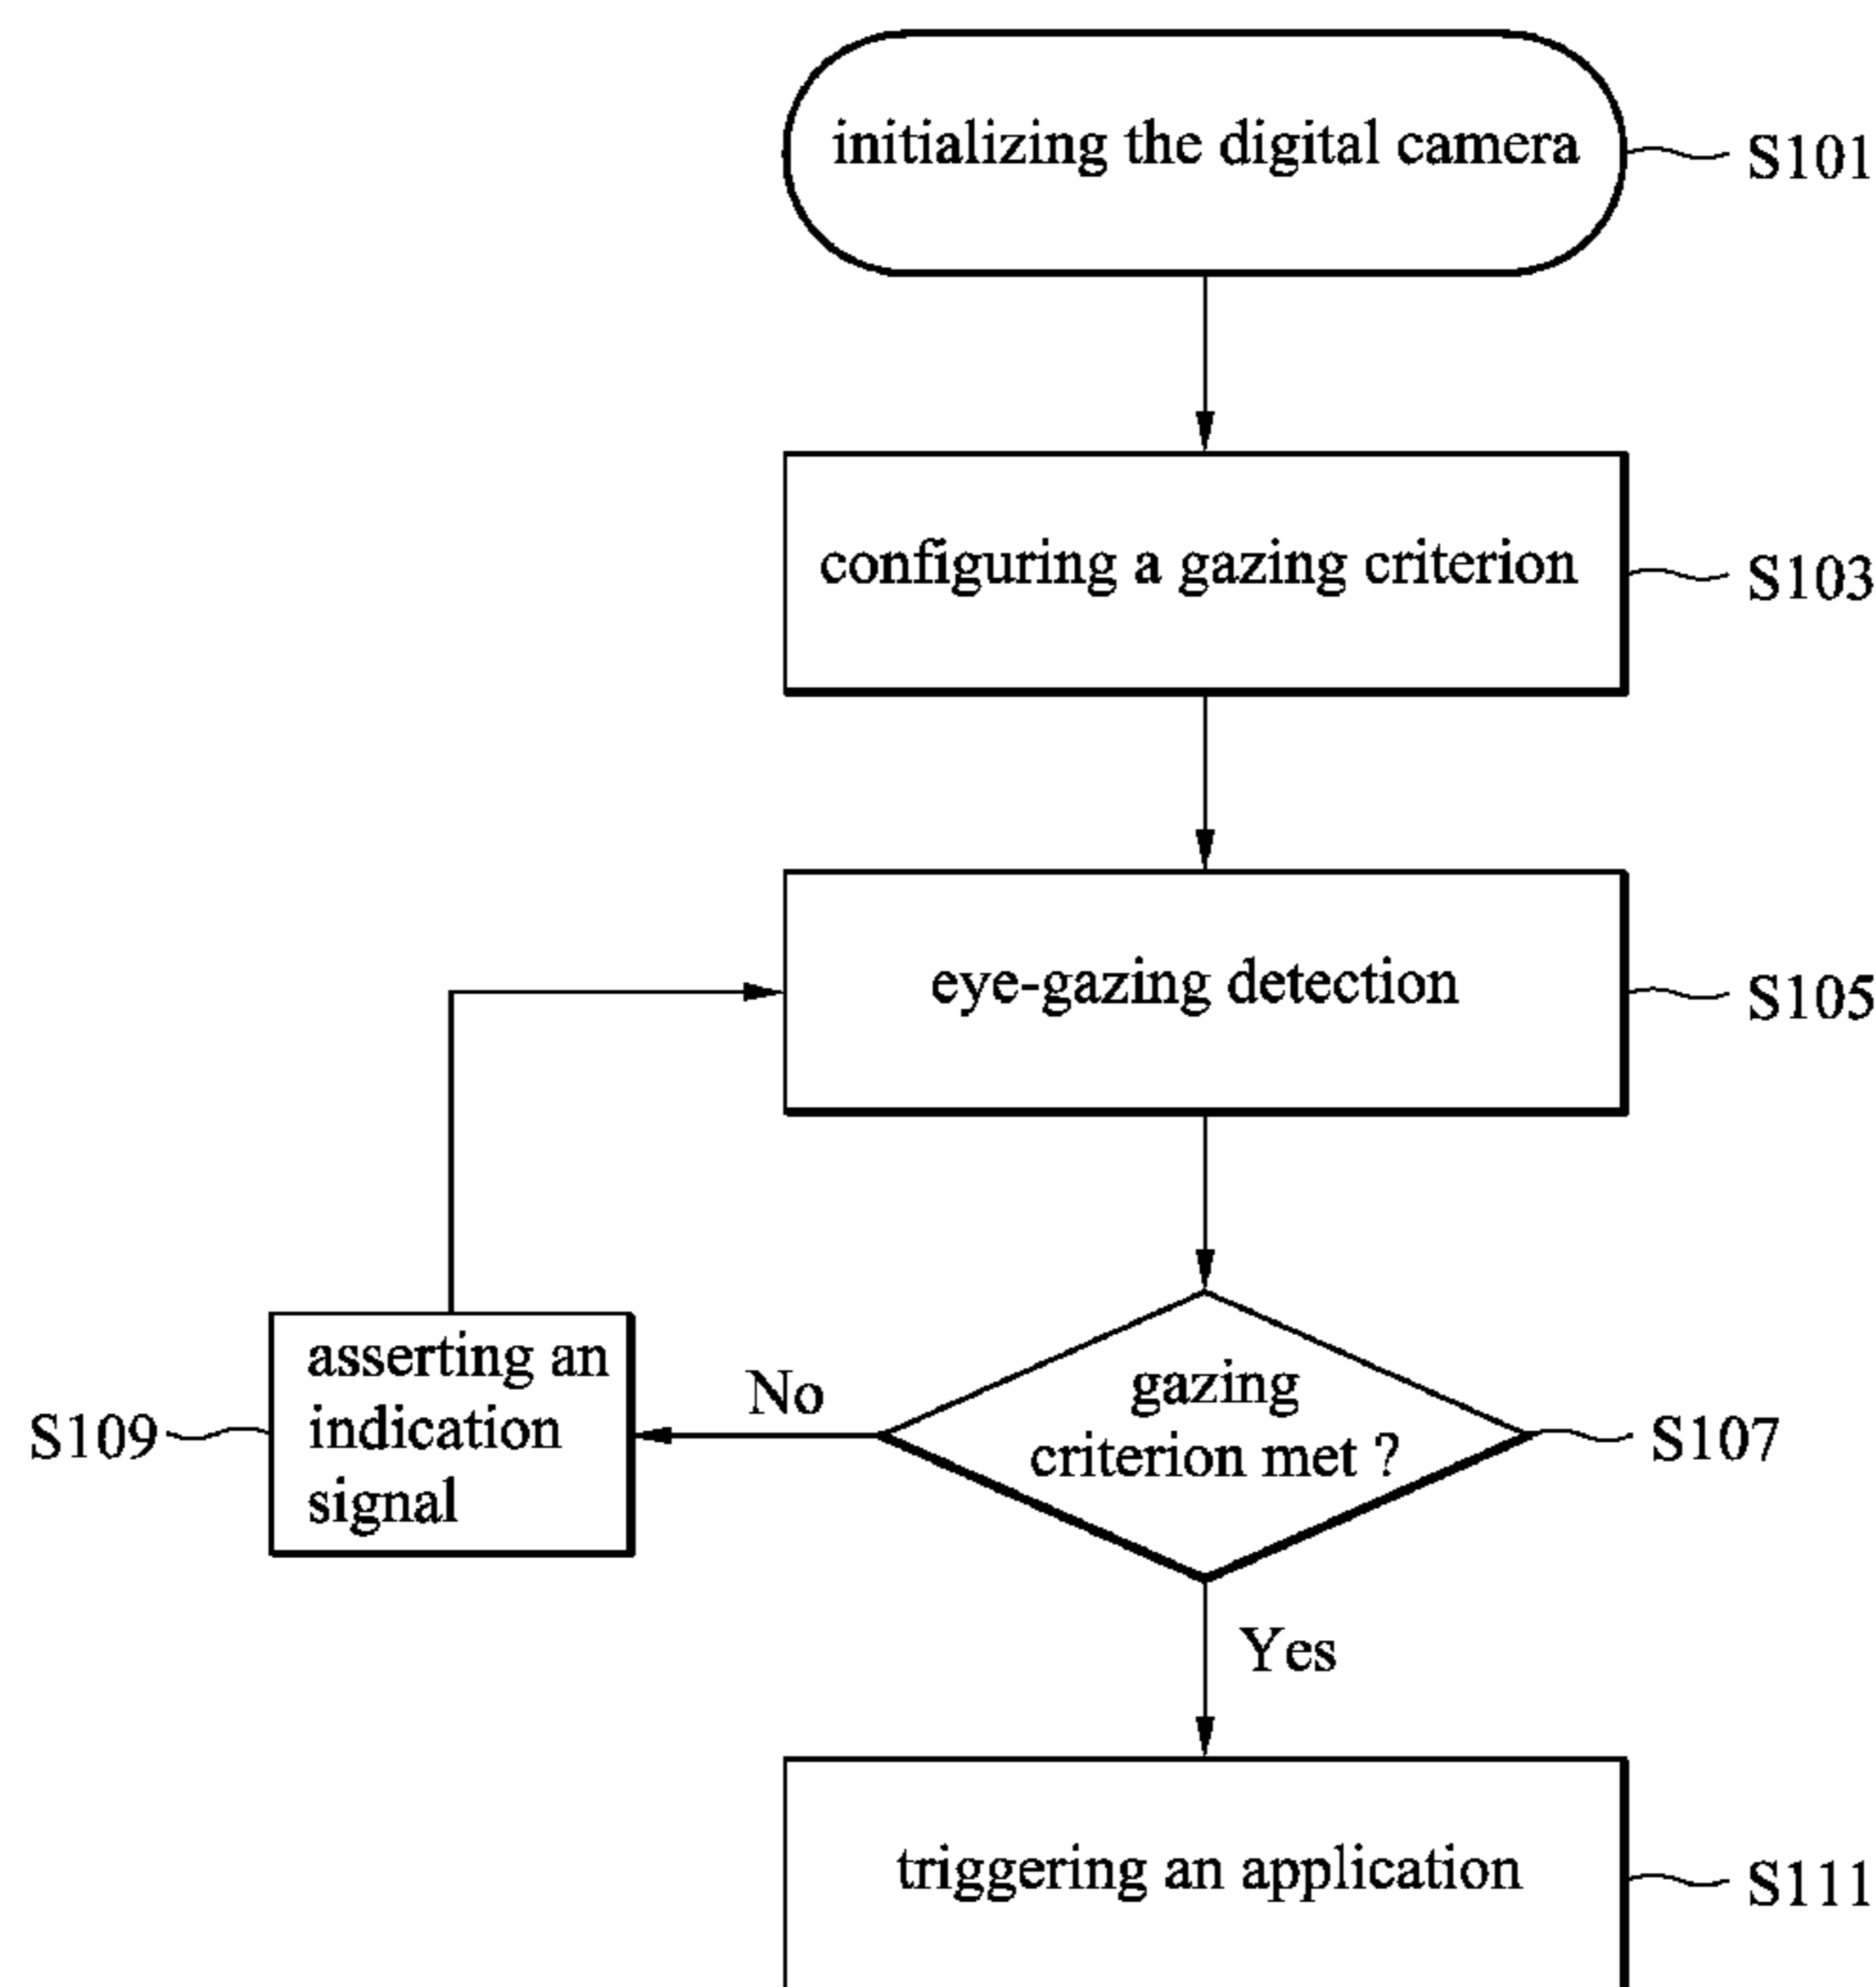 initializing the digital camera
S101
configuring a gazing criterion
S103
eye-gazing detection
S105
asserting an
indication
signal
S109
No
gazing
criterion met ?
S107
Yes
triggering an application
S111